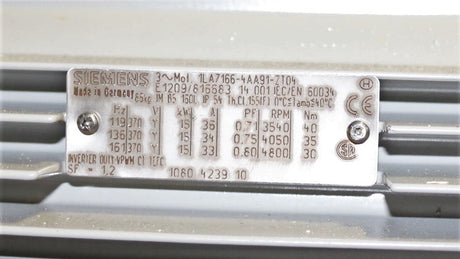 SIEMENS 3~Mot. 1LA7166-4AA91-ZT04
E1209/616683 14 001 IEC/EN 60034
Made in Germany 65kg IM B5 160L IP 54 Th.Cl.155(F) 0°C≤Tamb≤40°C
Hz V kW A PF RPM Nm
119 370 Y 15 36 0.71 3540 40
136 370 Y 15 34 0.75 4050 35
161 370 Y 15 33 0.80 4800 30
INVERTER DUTY-VPWM
SF - 1.2 1080 4239 10
CE